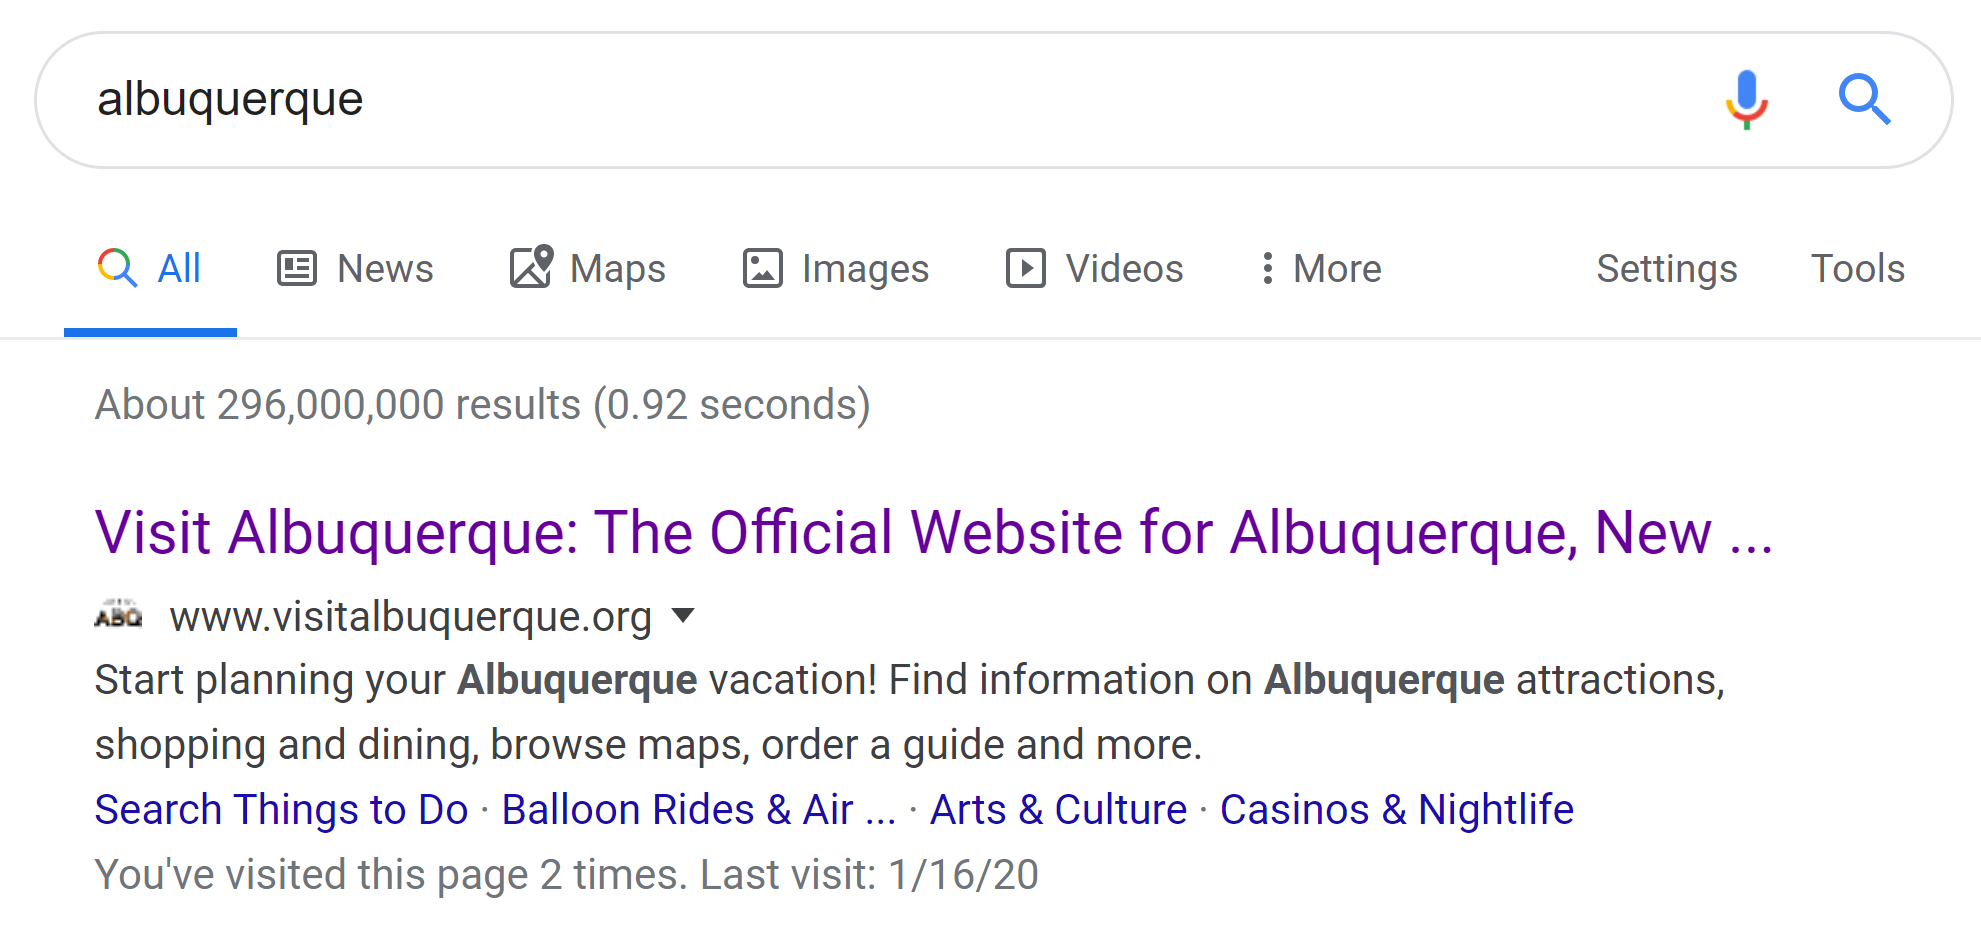 albuquerque
All News Maps Images Videos More Settings Tools
About 296,000,000 results (0.92 seconds)
Visit Albuquerque: The Official Website for Albuquerque, New ...
ABQ www.visitalbuquerque.org
Start planning your Albuquerque vacation! Find information on Albuquerque attractions,
shopping and dining, browse maps, order a guide and more.
Search Things to Do · Balloon Rides & Air ... · Arts & Culture · Casinos & Nightlife
You've visited this page 2 times. Last visit: 1/16/20